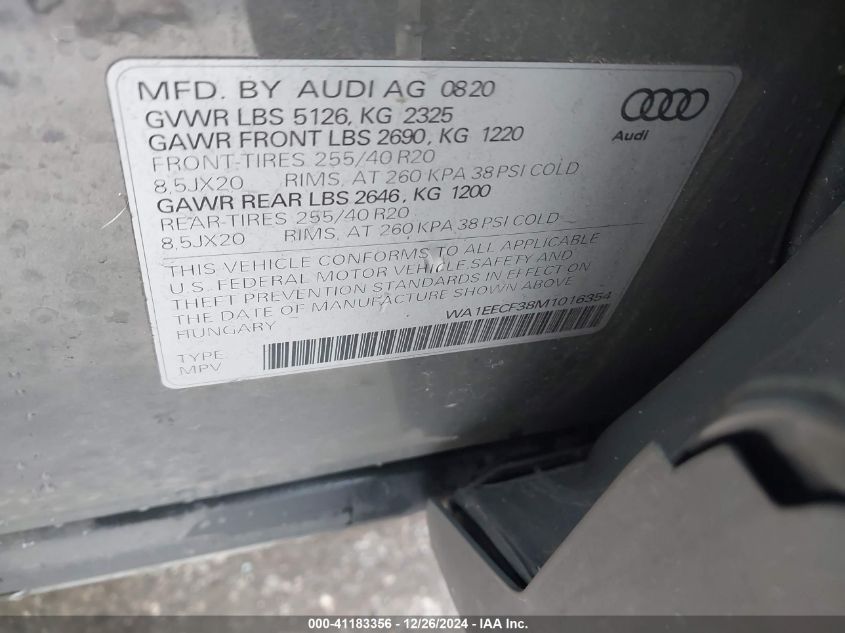 MFD. BY AUDI AG 0820
GVWR LBS 5126, KG 2325
GAWR FRONT LBS 2690, KG 1220
FRONT-TIRES 255/40 R20
8,5JX20 RIMS, AT 260 KPA 38 PSI COLD
GAWR REAR LBS 2646, KG 1200
REAR-TIRES 255/40 R20
8,5JX20 RIMS, AT 260 KPA 38 PSI COLD
Audi
THIS VEHICLE CONFORMS TO ALL APPLICABLE
U.S. FEDERAL MOTOR VEHICLE SAFETY AND
THEFT PREVENTION STANDARDS IN EFFECT ON
THE DATE OF MANUFACTURE SHOWN ABOVE
HUNGARY
WA1EECF38M1016354
TYPE
MPV
000-41183356 - 12/26/2024 - IAA Inc.